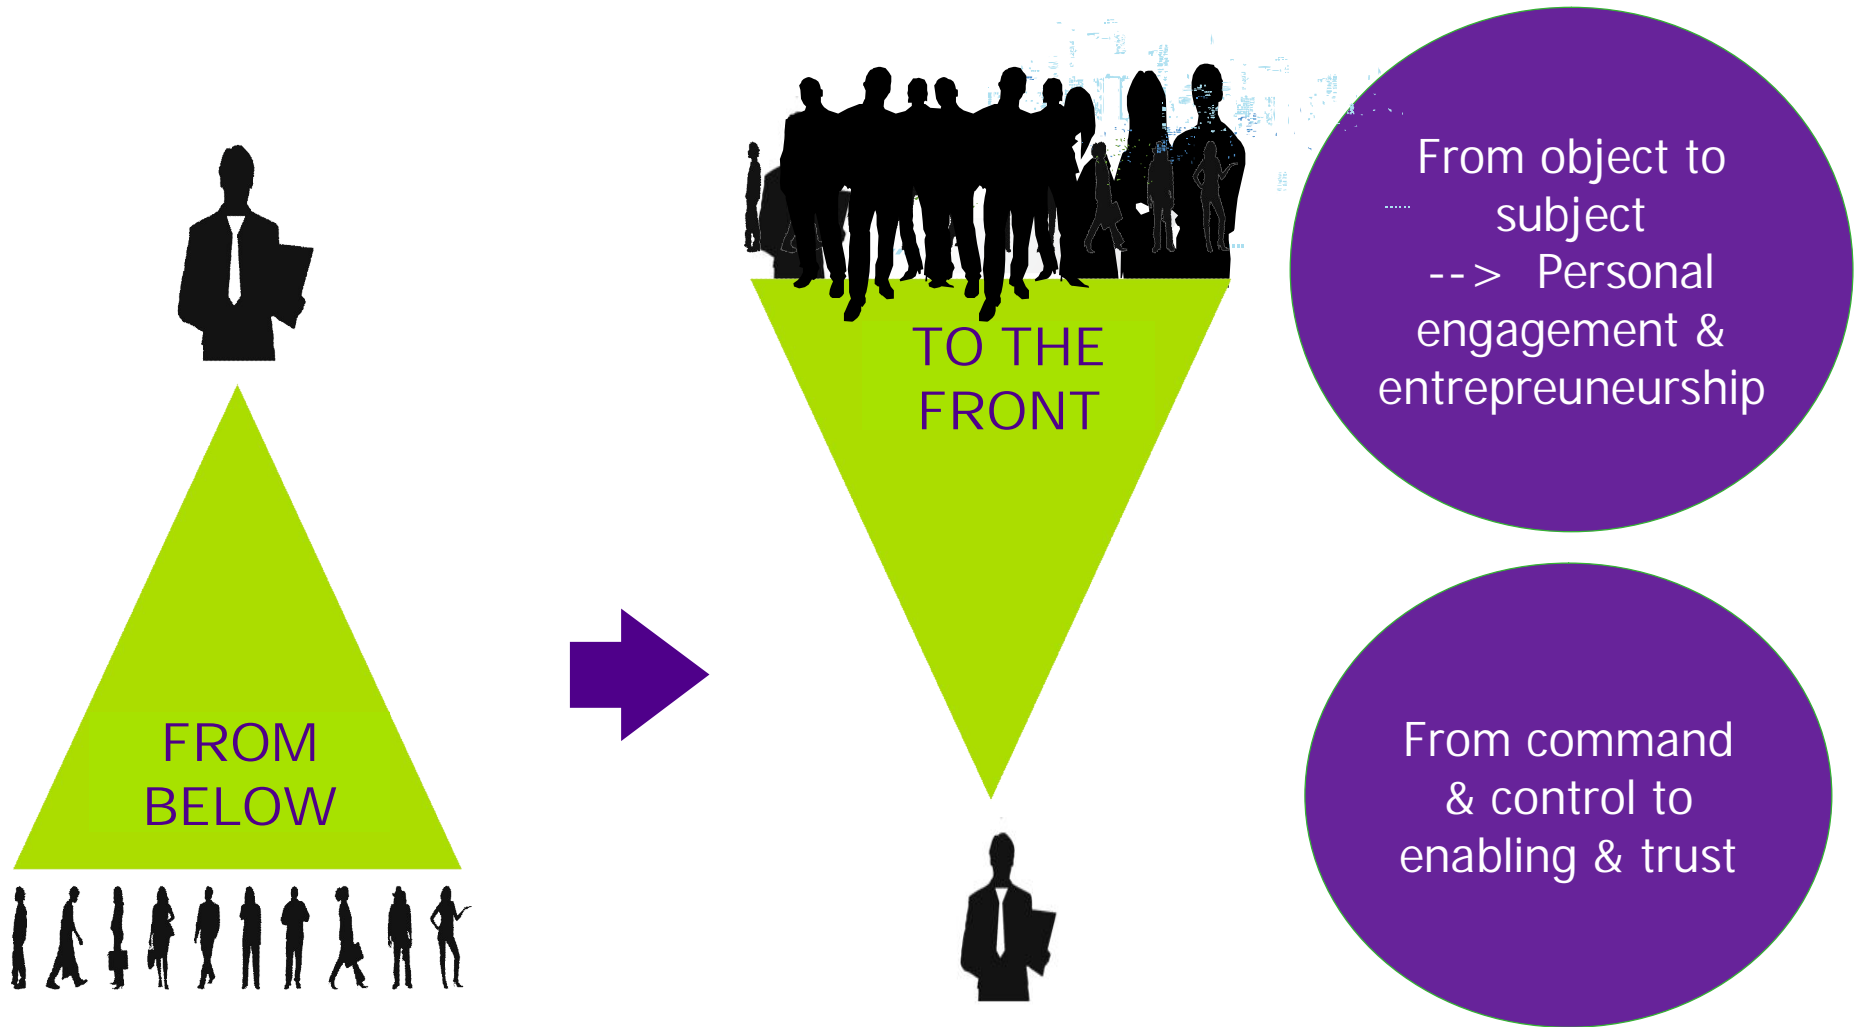 FROM
BELOW
TO THE
FRONT
From object to
subject
--> Personal
engagement &
entrepreuneurship
From command
& control to
enabling & trust